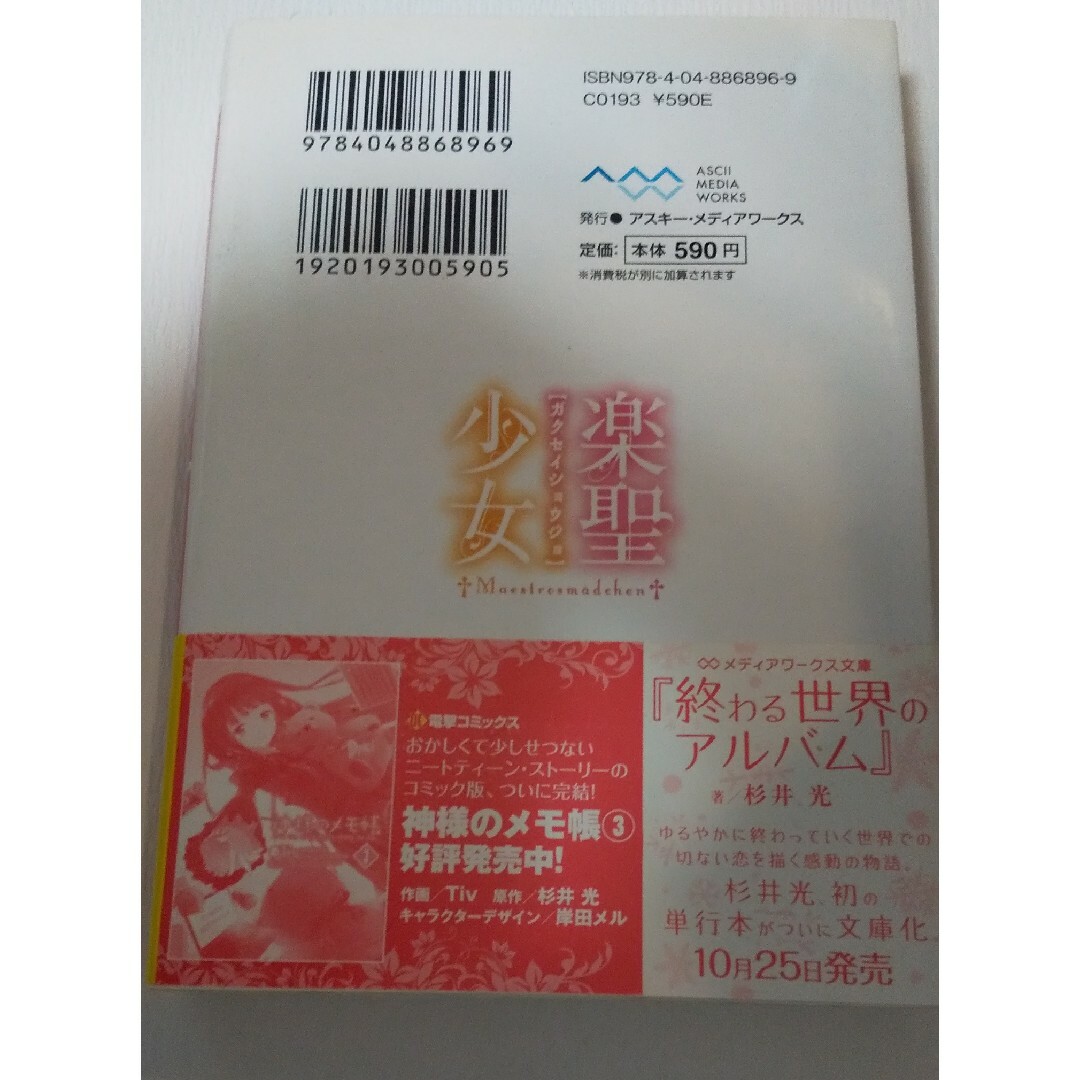 9784048868969
1920193005905
ISBN978-4-04-886896-9
C0193 ¥590E
ASCII
MEDIA
WORKS
発行●アスキー・メディアワークス
定価：本体 590円
※消費税が別に加算されます
楽聖
[ガクセイショウジョ]
少女
†Maestrosmädchen†
電撃コミックス
おかしくて少しせつない
ニートティーン・ストーリーの
コミック版、ついに完結!
神様のメモ帳③
好評発売中!
作画/Tiv 原作/杉井 光
キャラクターデザイン/岸田メル
メディアワークス文庫
『終わる世界の
アルバム』
著/杉井 光
ゆるやかに終わっていく世界での
切ない恋を描く感動の物語。
杉井光、初の
単行本がついに文庫化。
10月25日発売